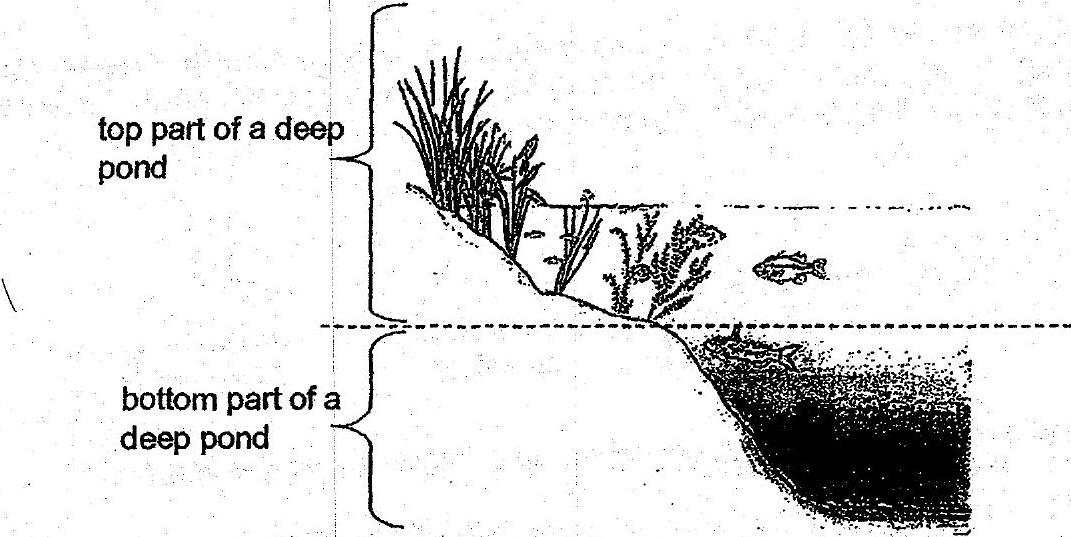 top part of a deep
pond
bottom part of a
deep pond